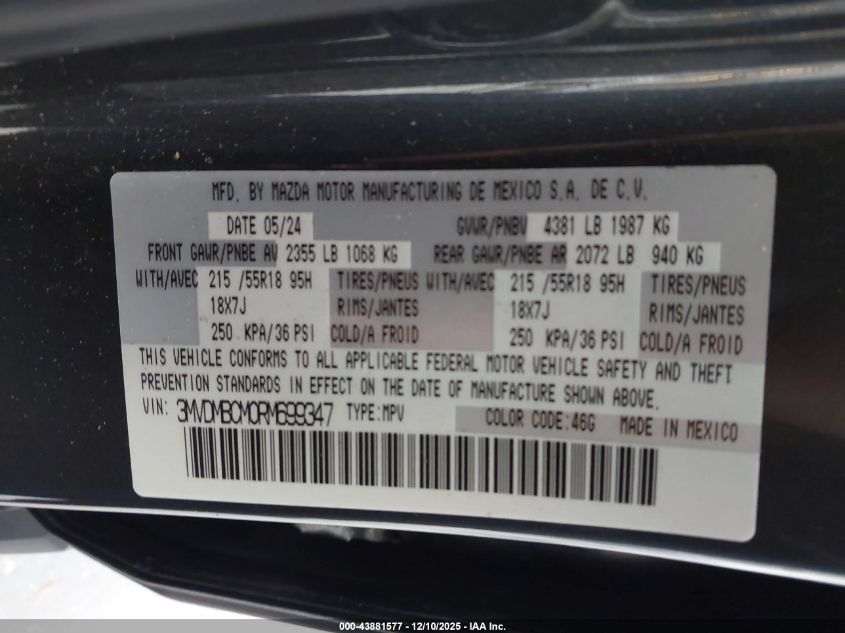 MFD. BY MAZDA MOTOR MANUFACTURING DE MEXICO S.A. DE C.V.
DATE 05/24 GVWR/PNBV 4381 LB 1987 KG
FRONT GAWR/PNBE AV 2355 LB 1068 KG REAR GAWR/PNBE AR 2072 LB 940 KG
WITH/AVEC 215 /55R18 95H TIRES/PNEUS WITH/AVEC 215 /55R18 95H TIRES/PNEUS
18X7J RIMS/JANTES 18X7J RIMS/JANTES
250 KPA/36 PSI COLD/A FROID 250 KPA/36 PSI COLD/A FROID
THIS VEHICLE CONFORMS TO ALL APPLICABLE FEDERAL MOTOR VEHICLE SAFETY AND THEFT
PREVENTION STANDARDS IN EFFECT ON THE DATE OF MANUFACTURE SHOWN ABOVE.
VIN: 3MVDMBCM0RM699347 TYPE:MPV COLOR CODE:46G MADE IN MEXICO
000-43881577 - 12/10/2025 - IAA Inc.